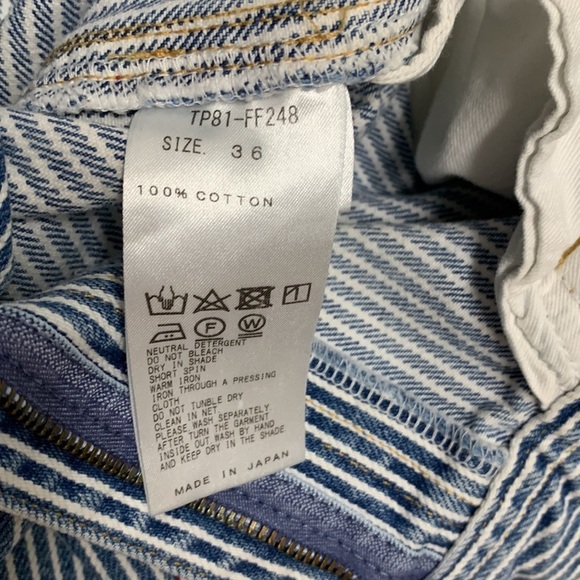 TP81-FF248
SIZE. 36
100% COTTON
F W
NEUTRAL DETERGENT
DO NOT BLEACH
DRY IN SHADE
SHORT SPIN
WARM IRON
IRON THROUGH A PRESSING
CLOTH
DO NOT TUMBLE DRY
CLEAN IN NET
PLEASE WASH SEPARATELY
AFTER TURN THE GARMENT
INSIDE OUT WASH BY HAND
AND KEEP DRY IN THE SHADE
MADE IN JAPAN